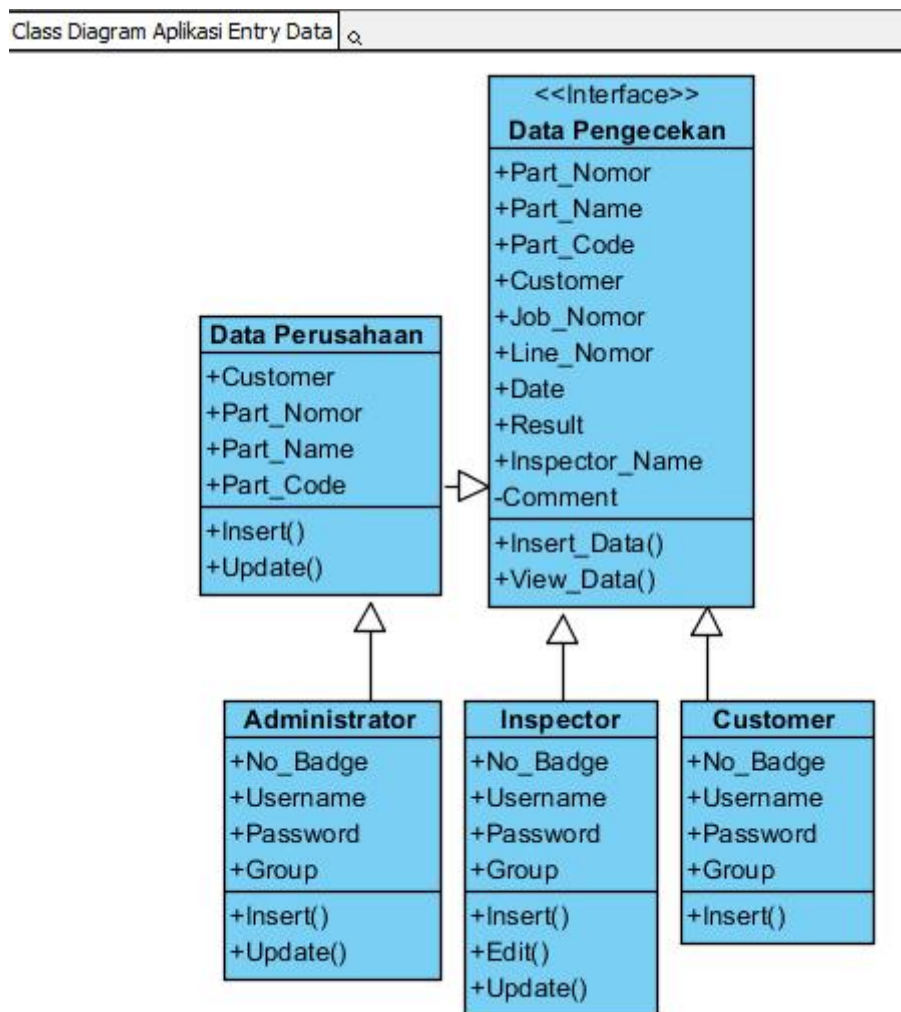 Class Diagram Aplikasi Entry Data
<<Interface>>
Data Pengecekan
+Part_Nomor
+Part_Name
+Part_Code
+Customer
+Job_Nomor
+Line_Nomor
+Date
+Result
+Inspector_Name
-Comment
+Insert_Data()
+View_Data()
Data Perusahaan
+Customer
+Part_Nomor
+Part_Name
+Part_Code
+Insert()
+Update()
Administrator
+No_Badge
+Username
+Password
+Group
+Insert()
+Update()
Inspector
+No_Badge
+Username
+Password
+Group
+Insert()
+Edit()
+Update()
Customer
+No_Badge
+Username
+Password
+Group
+Insert()